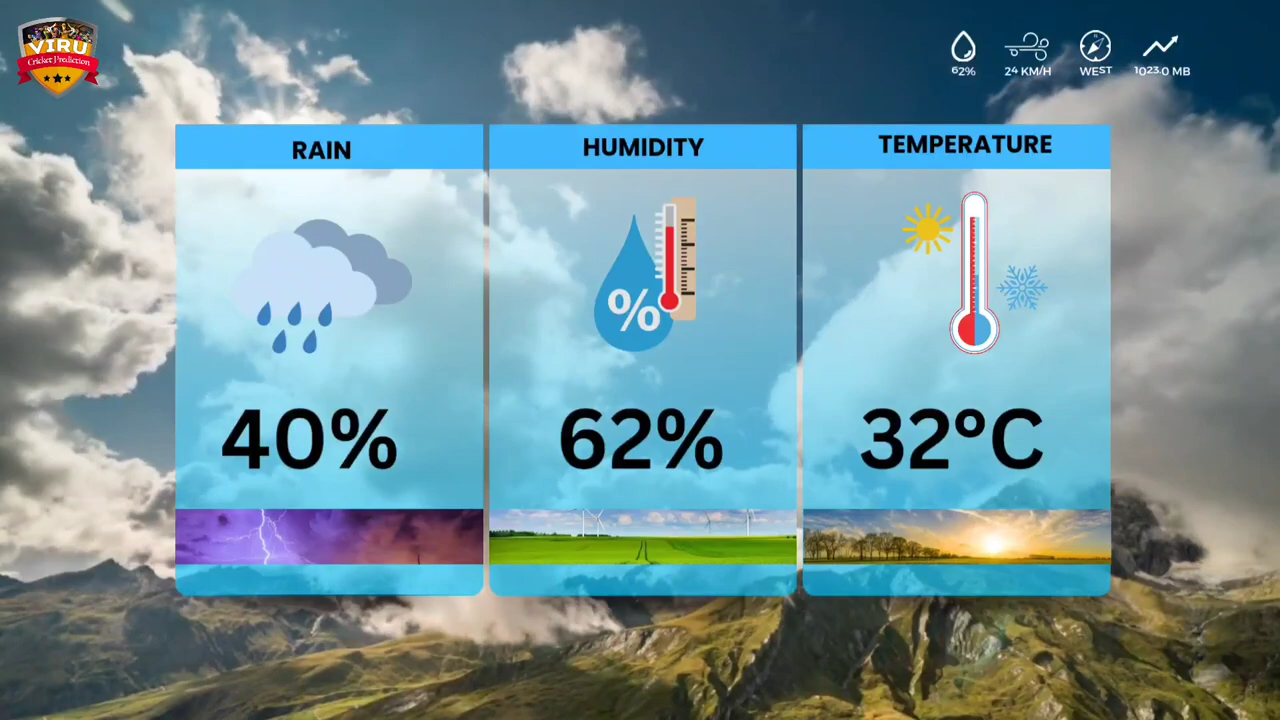 VIRU
Cricket Prediction
62%
24 KM/H
WEST
1023.0 MB
N
RAIN
HUMIDITY
TEMPERATURE
%
40%
62%
32°C